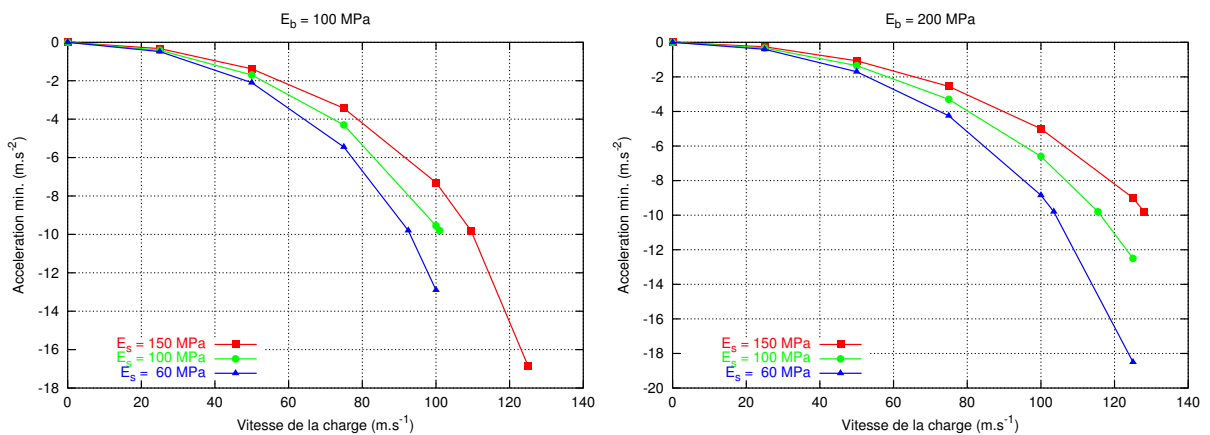 E_b = 100 MPa
0
-2
-4
-6
-8
-10
-12
-14
-16
-18
Acceleration min. (m.s^-2)
E_s = 150 MPa
E_s = 100 MPa
E_s = 60 MPa
0 20 40 60 80 100 120 140
Vitesse de la charge (m.s^-1)
E_b = 200 MPa
0
-2
-4
-6
-8
-10
-12
-14
-16
-18
-20
Acceleration min. (m.s^-2)
E_s = 150 MPa
E_s = 100 MPa
E_s = 60 MPa
0 20 40 60 80 100 120 140
Vitesse de la charge (m.s^-1)